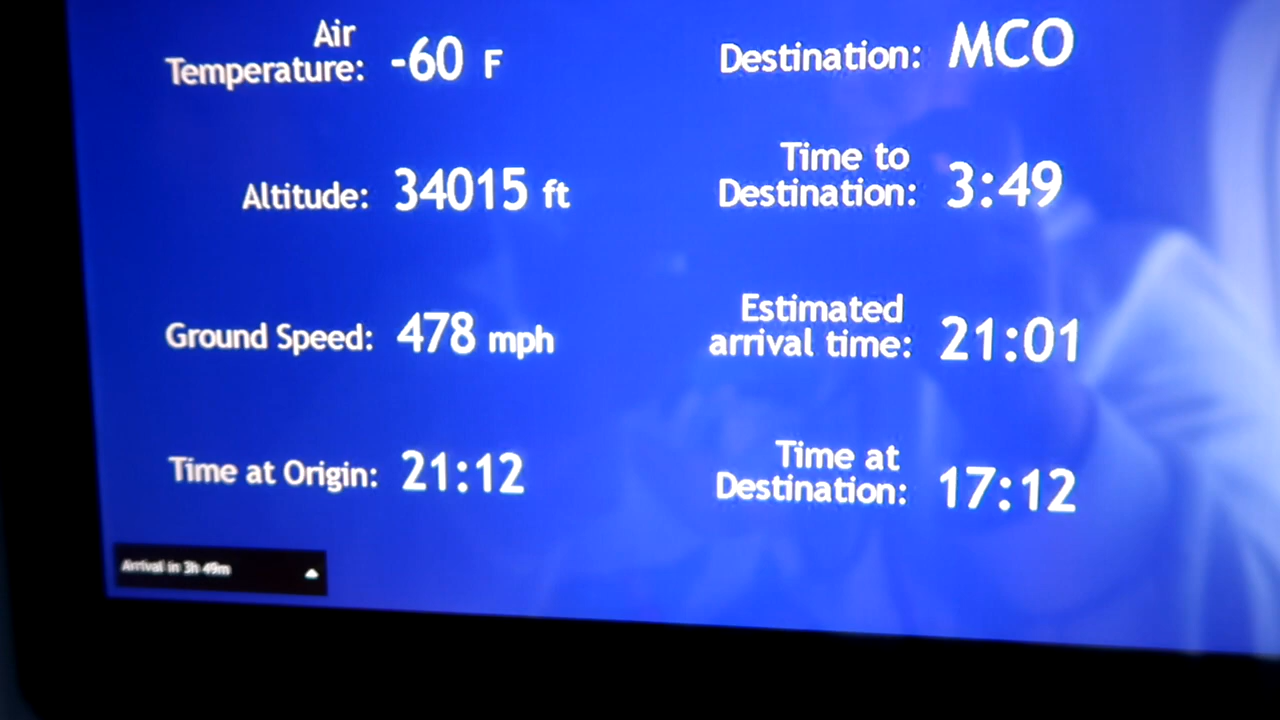 Air
Temperature: -60 F
Altitude: 34015 ft
Ground Speed: 478 mph
Time at Origin: 21:12
Destination: MCO
Time to
Destination: 3:49
Estimated
arrival time: 21:01
Time at
Destination: 17:12
Arrival in 3h 49m